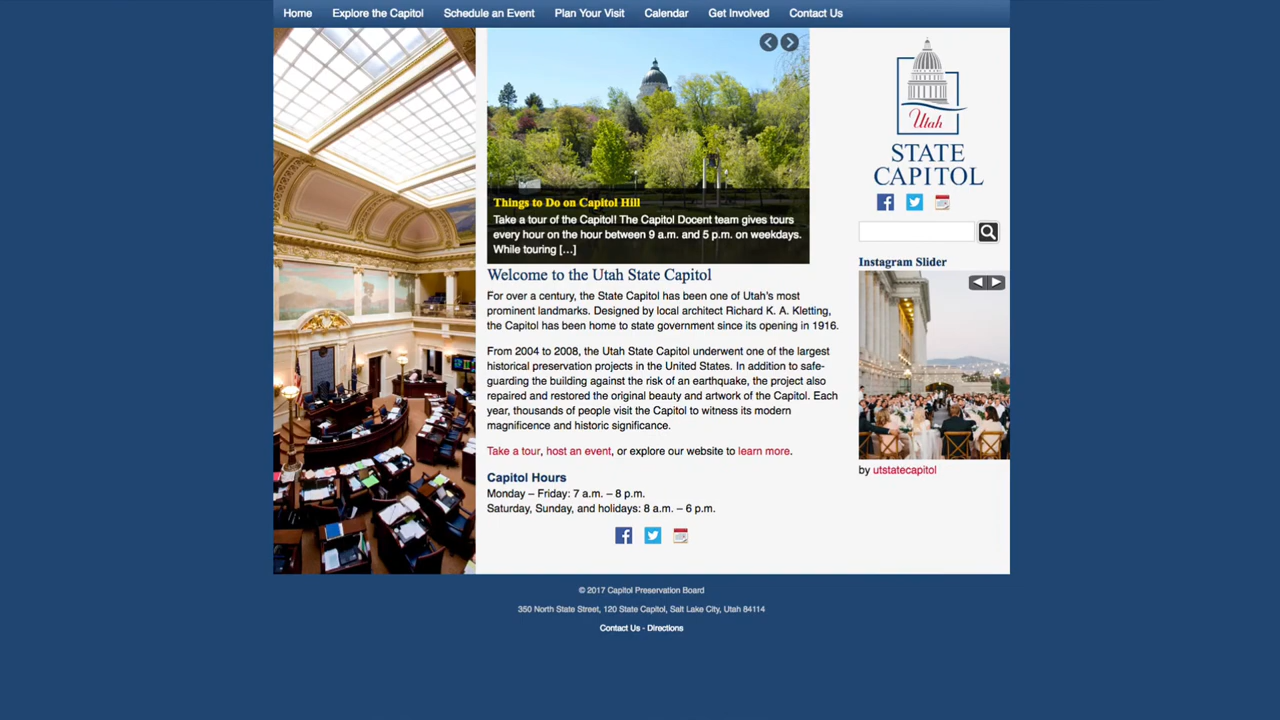 Home Explore the Capitol Schedule an Event Plan Your Visit Calendar Get Involved Contact Us
Things to Do on Capitol Hill
Take a tour of the Capitol! The Capitol Docent team gives tours
every hour on the hour between 9 a.m. and 5 p.m. on weekdays.
While touring [...]
Welcome to the Utah State Capitol
For over a century, the State Capitol has been one of Utah's most
prominent landmarks. Designed by local architect Richard K. A. Kletting,
the Capitol has been home to state government since its opening in 1916.
From 2004 to 2008, the Utah State Capitol underwent one of the largest
historical preservation projects in the United States. In addition to safe-
guarding the building against the risk of an earthquake, the project also
repaired and restored the original beauty and artwork of the Capitol. Each
year, thousands of people visit the Capitol to witness its modern
magnificence and historic significance.
Take a tour, host an event, or explore our website to learn more.
Capitol Hours
Monday – Friday: 7 a.m. – 8 p.m.
Saturday, Sunday, and holidays: 8 a.m. – 6 p.m.
Utah
STATE
CAPITOL
Instagram Slider
by utstatecapitol
© 2017 Capitol Preservation Board
350 North State Street, 120 State Capitol, Salt Lake City, Utah 84114
Contact Us - Directions